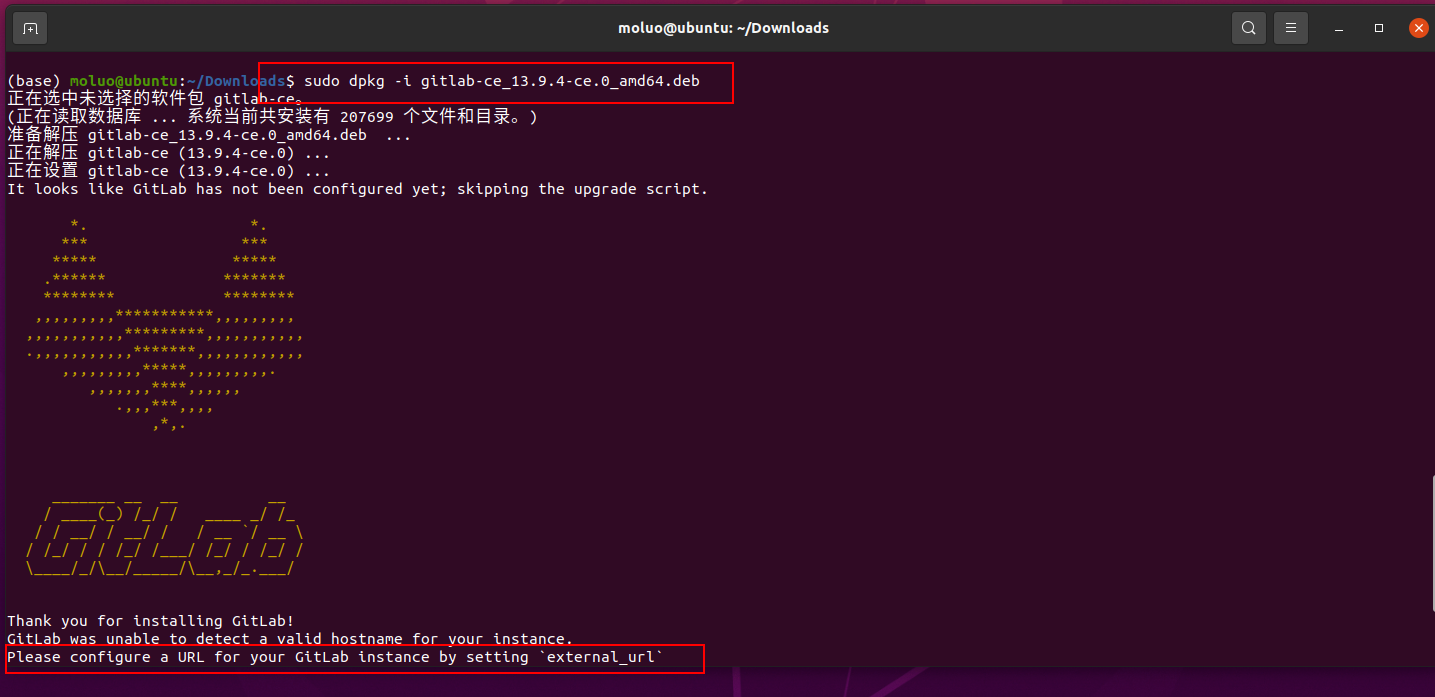 moluo@ubuntu: ~/Downloads
(base) moluo@ubuntu:~/Downloads$ sudo dpkg -i gitlab-ce_13.9.4-ce.0_amd64.deb
正在选中未选择的软件包 gitlab-ce。
(正在读取数据库 ... 系统当前共安装有 207699 个文件和目录。)
准备解压 gitlab-ce_13.9.4-ce.0_amd64.deb  ...
正在解压 gitlab-ce (13.9.4-ce.0) ...
正在设置 gitlab-ce (13.9.4-ce.0) ...
It looks like GitLab has not been configured yet; skipping the upgrade script.

       *.                  *.
      ***                 ***
     *****               *****
    .******             *******
    ********            ********
   ,,,,,,,,,***********,,,,,,,,,
  ,,,,,,,,,,,*********,,,,,,,,,,,
  .,,,,,,,,,,,*******,,,,,,,,,,,,
      ,,,,,,,,,*****,,,,,,,,,.
         ,,,,,,,****,,,,,,
            .,,,***,,,,
                ,*,.

     _______ __  __          __
    / ____(_) /_/ /   ____ _/ /_
   / / __/ / __/ /   / __ `/ __ \
  / /_/ / / /_/ /___/ /_/ / /_/ /
  \____/_/\__/_____/\__,_/_.___/

Thank you for installing GitLab!
GitLab was unable to detect a valid hostname for your instance.
Please configure a URL for your GitLab instance by setting `external_url`